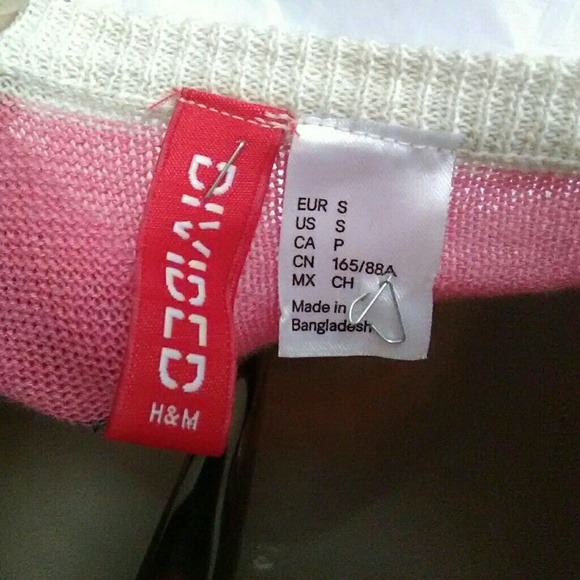 DIVIDED
H&M
EUR S
US S
CA P
CN 165/88A
MX CH
Made in
Bangladesh